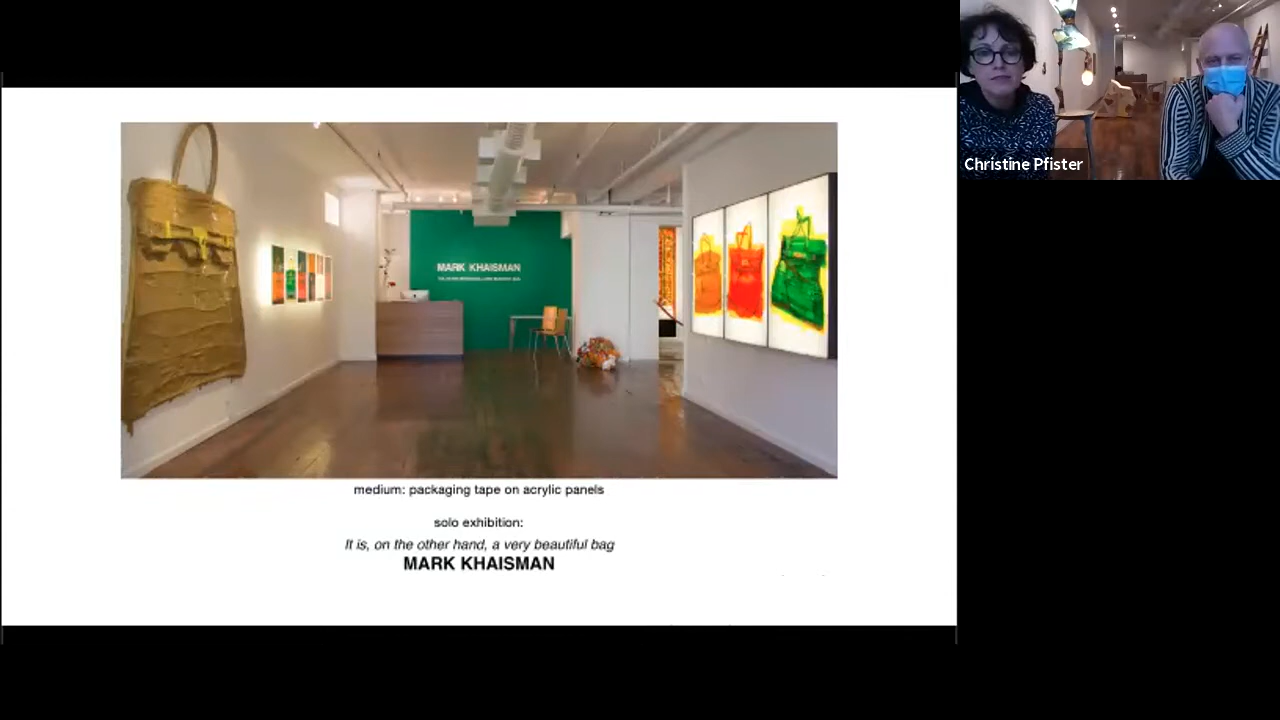 Christine Pfister
MARK KHAISMAN
medium: packaging tape on acrylic panels
solo exhibition:
It is, on the other hand, a very beautiful bag
MARK KHAISMAN